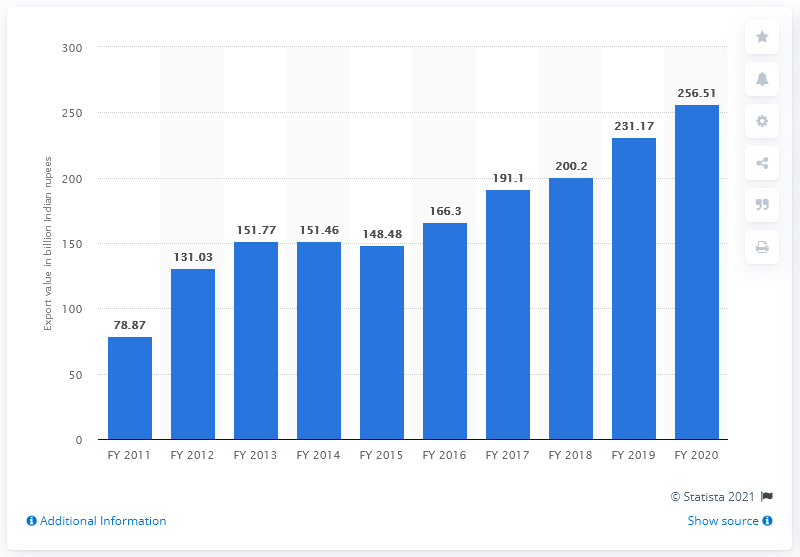 300
250
200
150
100
50
0
Export value in billion Indian rupees
78.87
131.03
151.77
151.46
148.48
166.3
191.1
200.2
231.17
256.51
FY 2011
FY 2012
FY 2013
FY 2014
FY 2015
FY 2016
FY 2017
FY 2018
FY 2019
FY 2020
© Statista 2021
Additional Information
Show source